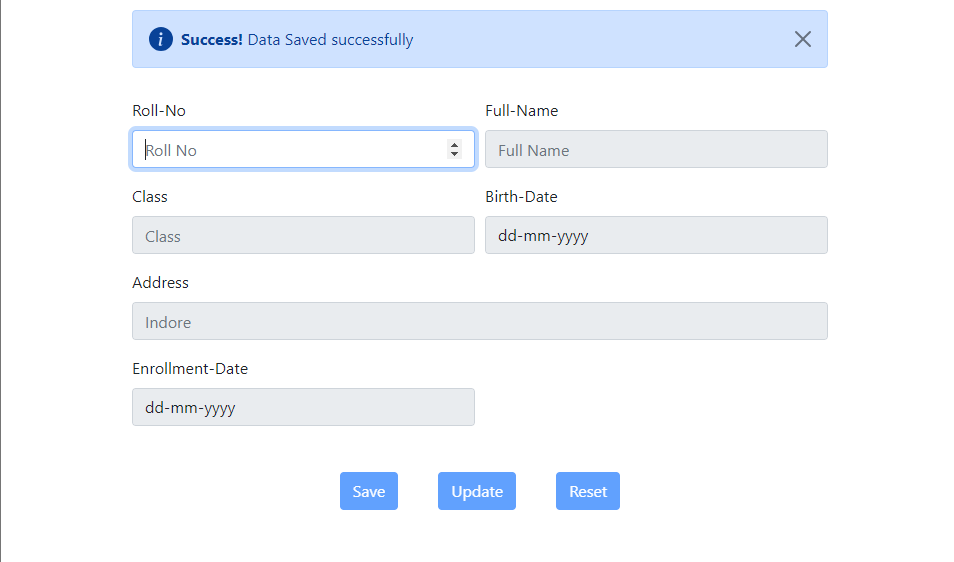 i Success! Data Saved successfully
Roll-No Full-Name
Roll No Full Name
Class Birth-Date
Class dd-mm-yyyy
Address
Indore
Enrollment-Date
dd-mm-yyyy
Save Update Reset